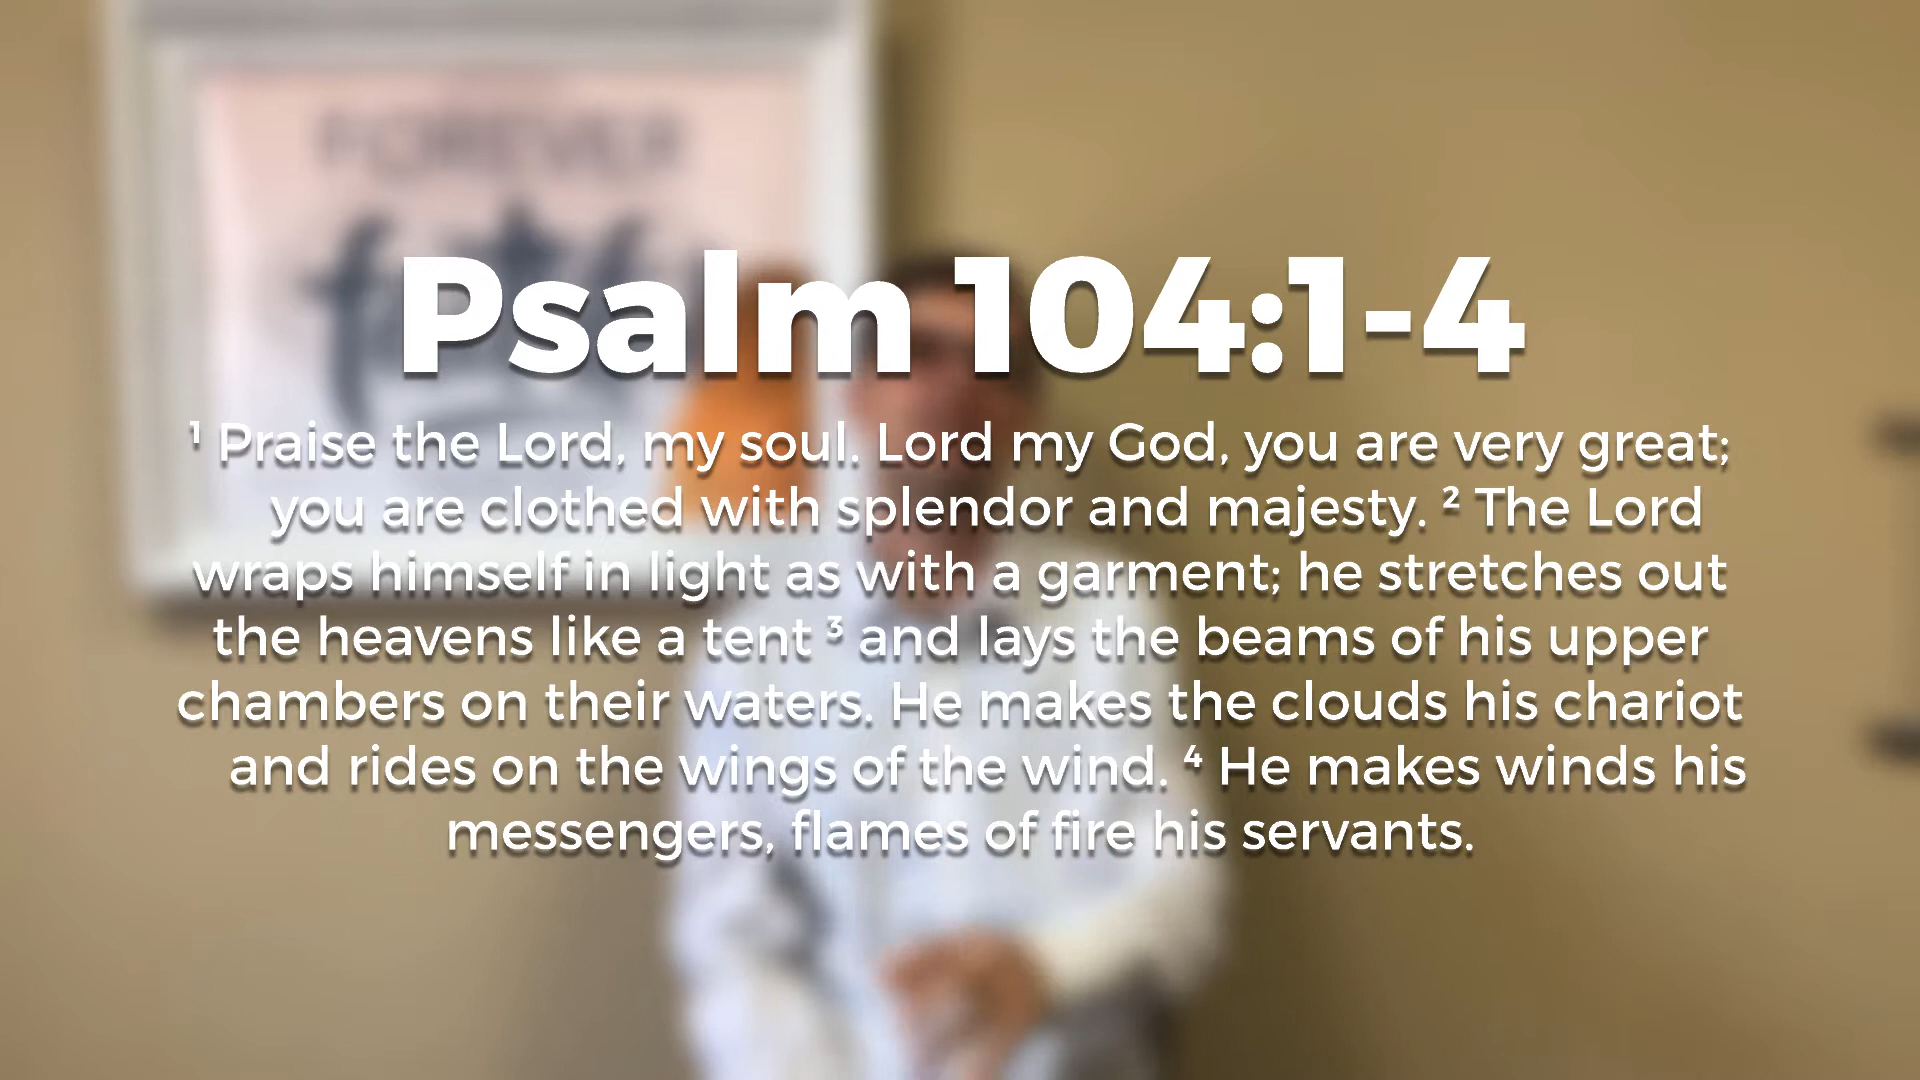 FOREVER
Psalm 104:1-4
¹ Praise the Lord, my soul. Lord my God, you are very great;
you are clothed with splendor and majesty. ² The Lord
wraps himself in light as with a garment; he stretches out
the heavens like a tent ³ and lays the beams of his upper
chambers on their waters. He makes the clouds his chariot
and rides on the wings of the wind. ⁴ He makes winds his
messengers, flames of fire his servants.